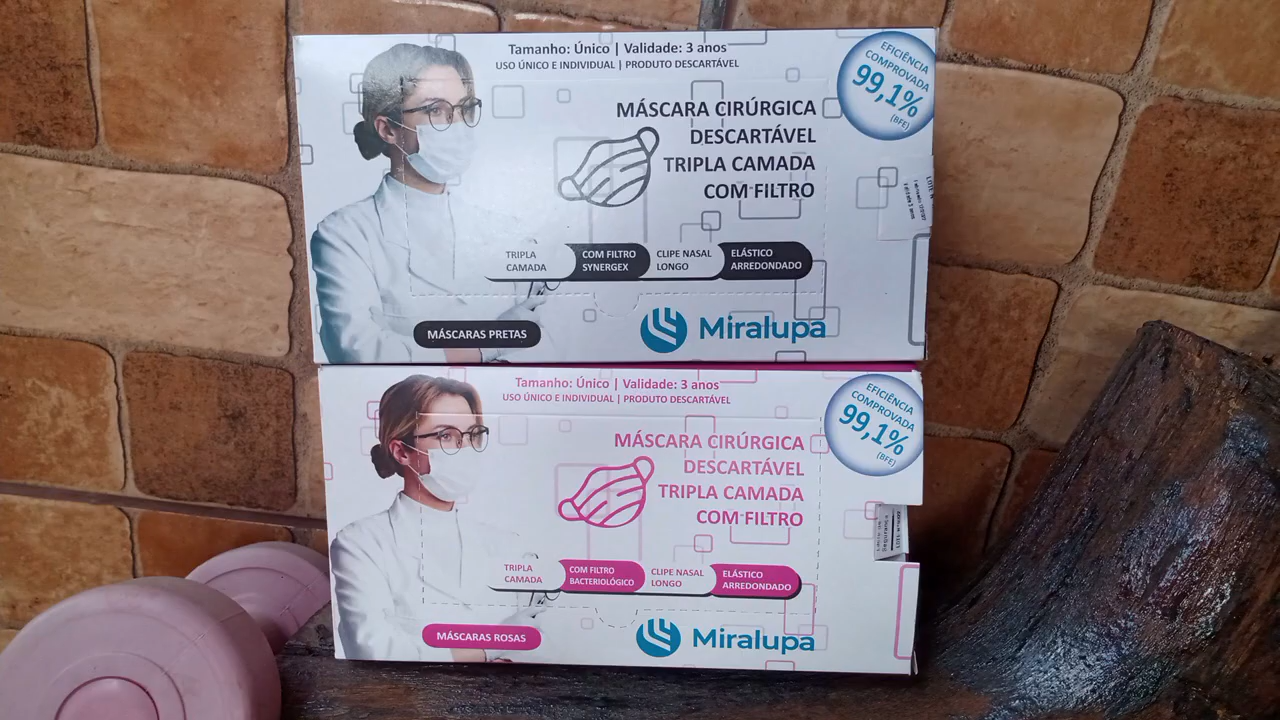 Tamanho: Único | Validade: 3 anos
USO ÚNICO E INDIVIDUAL | PRODUTO DESCARTÁVEL
EFICIÊNCIA
COMPROVADA
99,1%
(BFE)
MÁSCARA CIRÚRGICA
DESCARTÁVEL
TRIPLA CAMADA
COM FILTRO
TRIPLA
CAMADA
COM FILTRO
SYNERGEX
CLIPE NASAL
LONGO
ELÁSTICO
ARREDONDADO
MÁSCARAS PRETAS
Miralupa
Tamanho: Único | Validade: 3 anos
USO ÚNICO E INDIVIDUAL | PRODUTO DESCARTÁVEL
EFICIÊNCIA
COMPROVADA
99,1%
(BFE)
MÁSCARA CIRÚRGICA
DESCARTÁVEL
TRIPLA CAMADA
COM FILTRO
TRIPLA
CAMADA
COM FILTRO
BACTERIOLÓGICO
CLIPE NASAL
LONGO
ELÁSTICO
ARREDONDADO
MÁSCARAS ROSAS
Miralupa